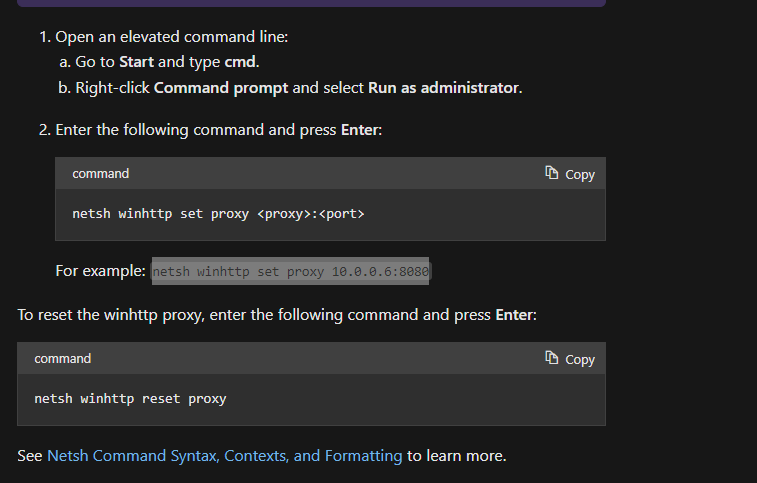 1. Open an elevated command line:
a. Go to Start and type cmd.
b. Right-click Command prompt and select Run as administrator.
2. Enter the following command and press Enter:
command Copy
netsh winhttp set proxy <proxy>:<port>
For example: netsh winhttp set proxy 10.0.0.6:8080
To reset the winhttp proxy, enter the following command and press Enter:
command Copy
netsh winhttp reset proxy
See Netsh Command Syntax, Contexts, and Formatting to learn more.